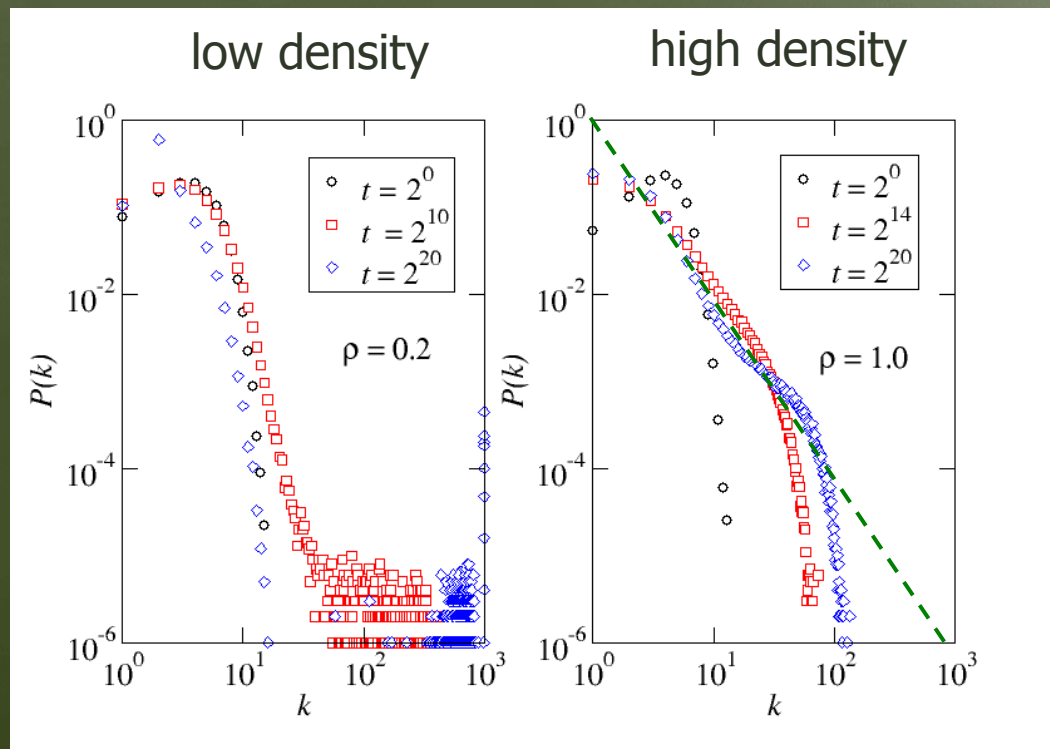 low density
high density
10^0
10^-2
10^-4
10^-6
P(k)
10^0
10^1
10^2
10^3
k
t = 2^0
t = 2^10
t = 2^20
ρ = 0.2
10^0
10^-2
10^-4
10^-6
P(k)
10^0
10^1
10^2
10^3
k
t = 2^0
t = 2^14
t = 2^20
ρ = 1.0